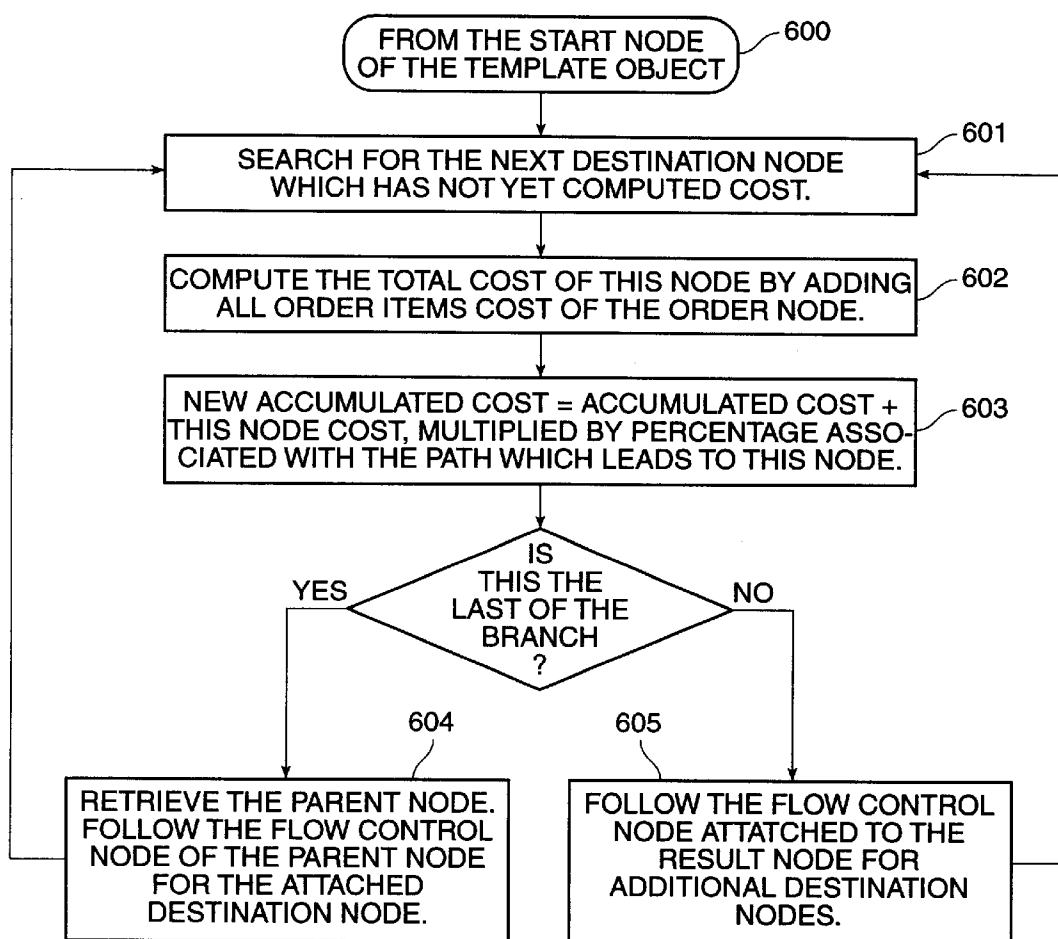 FROM THE START NODE
OF THE TEMPLATE OBJECT
600
601
SEARCH FOR THE NEXT DESTINATION NODE
WHICH HAS NOT YET COMPUTED COST.
COMPUTE THE TOTAL COST OF THIS NODE BY ADDING
ALL ORDER ITEMS COST OF THE ORDER NODE.
602
NEW ACCUMULATED COST = ACCUMULATED COST +
THIS NODE COST, MULTIPLIED BY PERCENTAGE ASSO-
CIATED WITH THE PATH WHICH LEADS TO THIS NODE.
603
IS
THIS THE
LAST OF THE
BRANCH
?
YES
NO
604
RETRIEVE THE PARENT NODE.
FOLLOW THE FLOW CONTROL
NODE OF THE PARENT NODE
FOR THE ATTACHED
DESTINATION NODE.
605
FOLLOW THE FLOW CONTROL
NODE ATTATCHED TO THE
RESULT NODE FOR
ADDITIONAL DESTINATION
NODES.